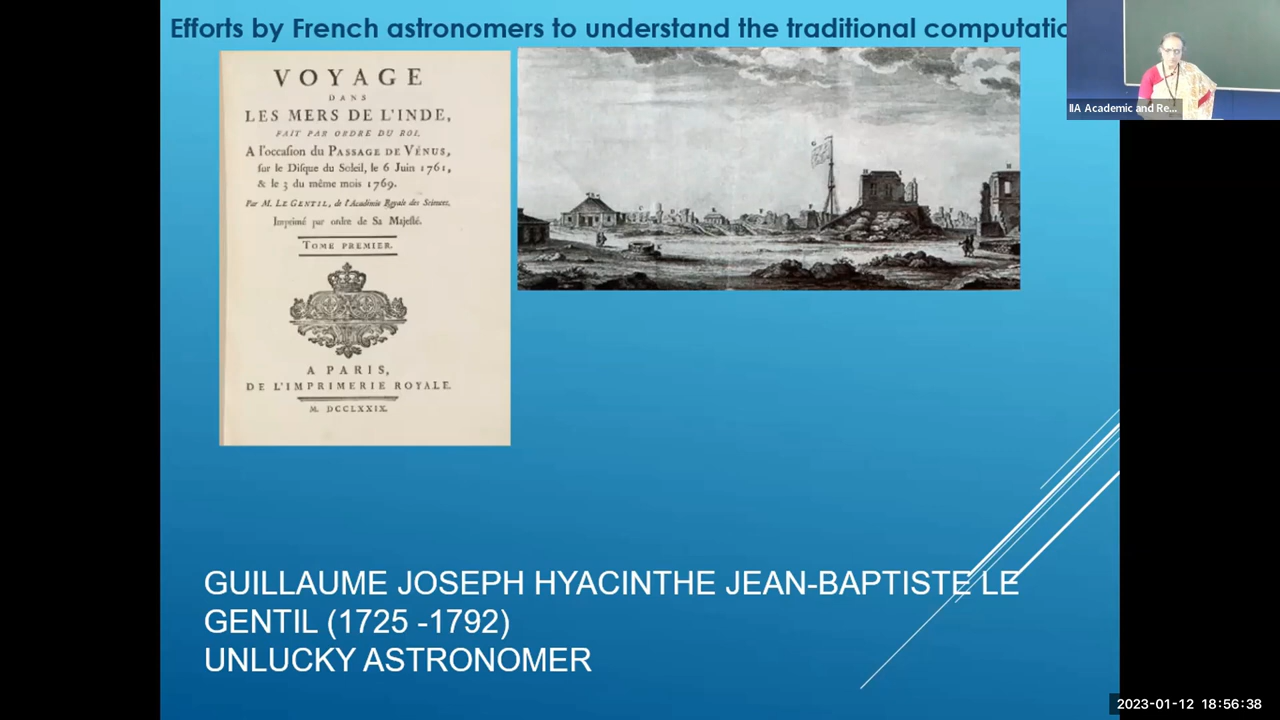 Efforts by French astronomers to understand the traditional computatio
IIA Academic and Re...
VOYAGE
DANS
LES MERS DE L'INDE,
FAIT PAR ORDRE DU ROI,
A l'occasion du PASSAGE DE VÉNUS,
sur le Disque du Soleil, le 6 Juin 1761,
& le 3 du même mois 1769.
Par M. LE GENTIL, de l'Académie Royale des Sciences.
Imprimé par ordre de Sa Majesté.
TOME PREMIER.
A PARIS,
DE L'IMPRIMERIE ROYALE.
M. DCCLXXIX.
GUILLAUME JOSEPH HYACINTHE JEAN-BAPTISTE LE
GENTIL (1725 -1792)
UNLUCKY ASTRONOMER
2023-01-12 18:56:38